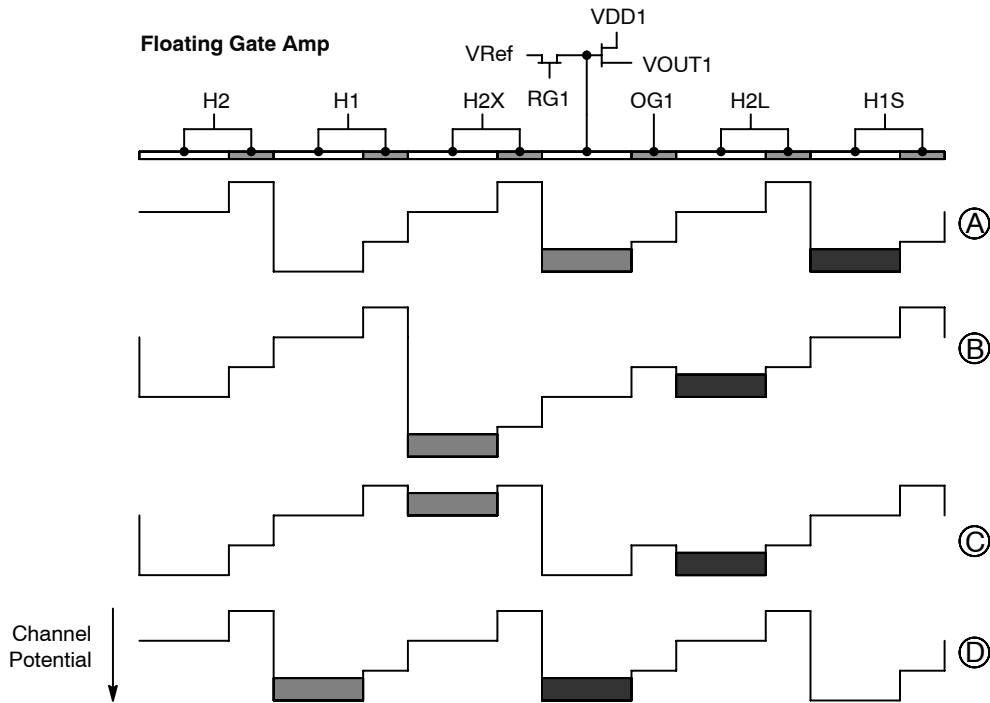 VDD1
Floating Gate Amp
VRef
VOUT1
RG1
H2
H1
H2X
OG1
H2L
H1S
A
B
C
Channel
Potential
D